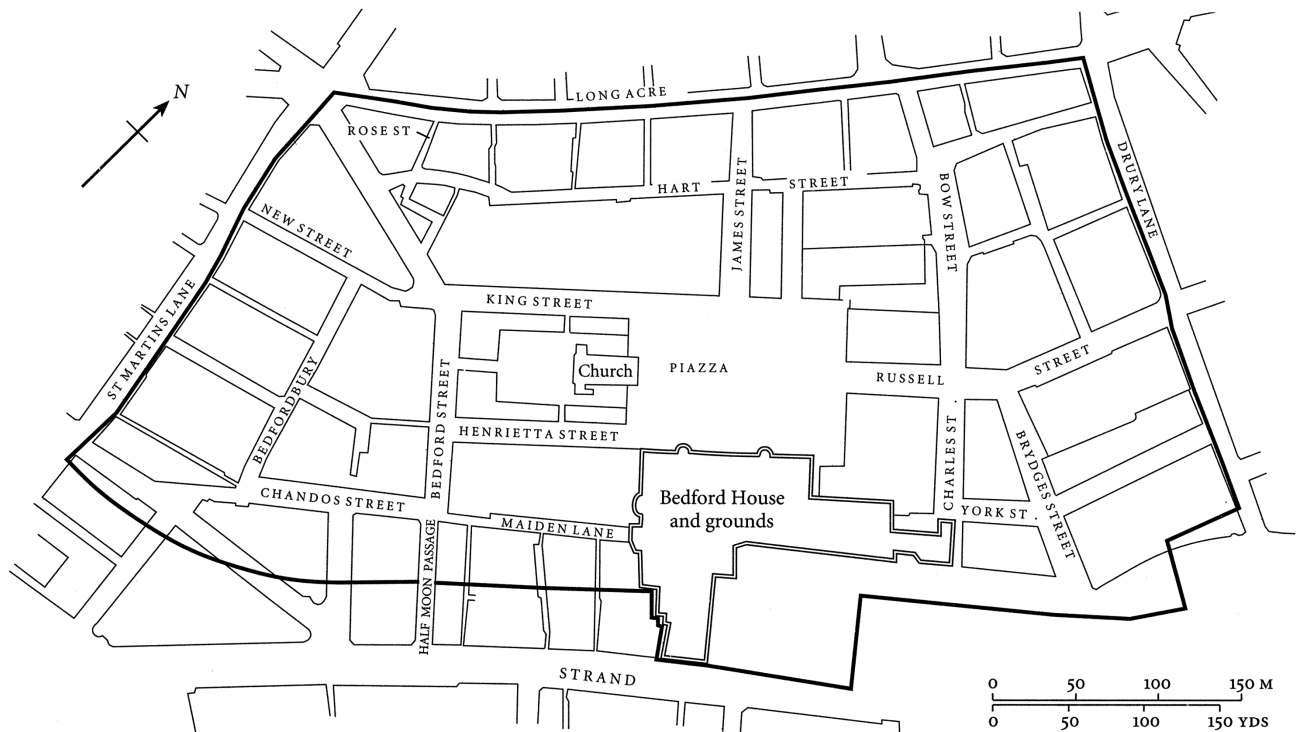 N
LONG ACRE
ROSE ST
HART
STREET
JAMES STREET
BOW STREET
DRURY LANE
NEW STREET
ST MARTINS LANE
KING STREET
Church
PIAZZA
RUSSELL
STREET
BEDFORDBURY
BEDFORD STREET
HENRIETTA STREET
CHARLES ST.
BRYDGES STREET
CHANDOS STREET
Bedford House
and grounds
YORK ST.
MAIDEN LANE
HALF MOON PASSAGE
STRAND
0 50 100 150 M
0 50 100 150 YDS